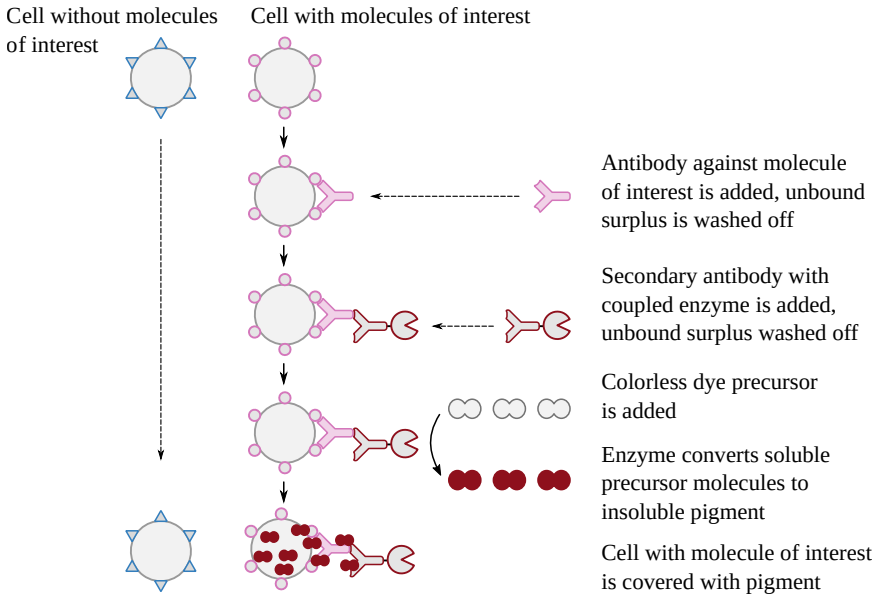 Cell without molecules
of interest
Cell with molecules of interest
Antibody against molecule
of interest is added, unbound
surplus is washed off
Secondary antibody with
coupled enzyme is added,
unbound surplus washed off
Colorless dye precursor
is added
Enzyme converts soluble
precursor molecules to
insoluble pigment
Cell with molecule of interest
is covered with pigment